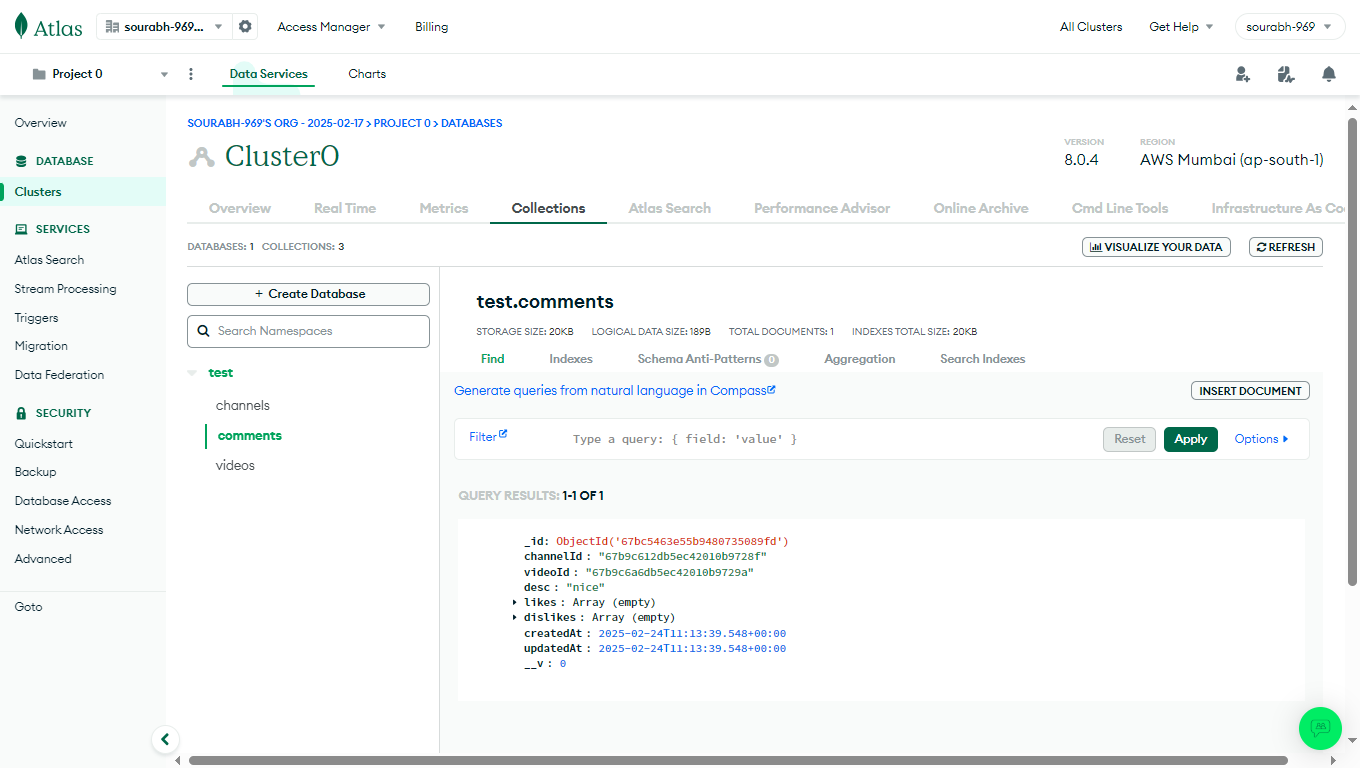 Atlas
sourabh-969...
Access Manager
Billing
All Clusters
Get Help
sourabh-969
Project 0
Data Services
Charts
Overview
DATABASE
Clusters
SERVICES
Atlas Search
Stream Processing
Triggers
Migration
Data Federation
SECURITY
Quickstart
Backup
Database Access
Network Access
Advanced
Goto
SOURABH-969'S ORG - 2025-02-17 > PROJECT 0 > DATABASES
Cluster0
VERSION
8.0.4
REGION
AWS Mumbai (ap-south-1)
Overview
Real Time
Metrics
Collections
Atlas Search
Performance Advisor
Online Archive
Cmd Line Tools
Infrastructure As Co
DATABASES: 1 COLLECTIONS: 3
VISUALIZE YOUR DATA
REFRESH
+ Create Database
Search Namespaces
test
channels
comments
videos
test.comments
STORAGE SIZE: 20KB LOGICAL DATA SIZE: 189B TOTAL DOCUMENTS: 1 INDEXES TOTAL SIZE: 20KB
Find
Indexes
Schema Anti-Patterns 0
Aggregation
Search Indexes
Generate queries from natural language in Compass
INSERT DOCUMENT
Filter
Type a query: { field: 'value' }
Reset
Apply
Options
QUERY RESULTS: 1-1 OF 1
_id: ObjectId('67bc5463e55b9480735089fd')
channelId : "67b9c612db5ec42010b9728f"
videoId : "67b9c6a6db5ec42010b9729a"
desc : "nice"
likes : Array (empty)
dislikes : Array (empty)
createdAt : 2025-02-24T11:13:39.548+00:00
updatedAt : 2025-02-24T11:13:39.548+00:00
__v : 0